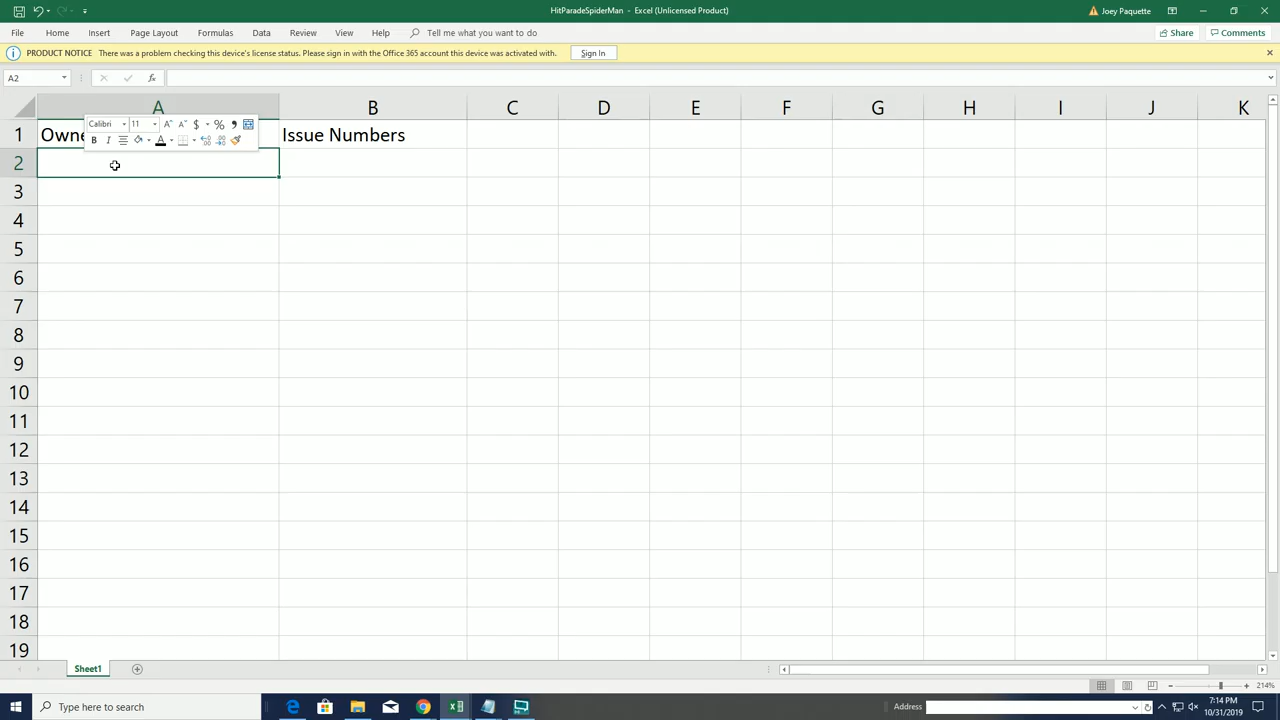 HitParadeSpiderMan - Excel (Unlicensed Product)
Joey Paquette
File Home Insert Page Layout Formulas Data Review View Help Tell me what you want to do
Share Comments
PRODUCT NOTICE There was a problem checking this device's license status. Please sign in with the Office 365 account this device was activated with. Sign In
A2
fx
A B C D E F G H I J K
Calibri 11 $ % ,
B I A
1 Owne Issue Numbers
2
3
4
5
6
7
8
9
10
11
12
13
14
15
16
17
18
19
Sheet1
214%
Type here to search
Address
7:14 PM
10/31/2019